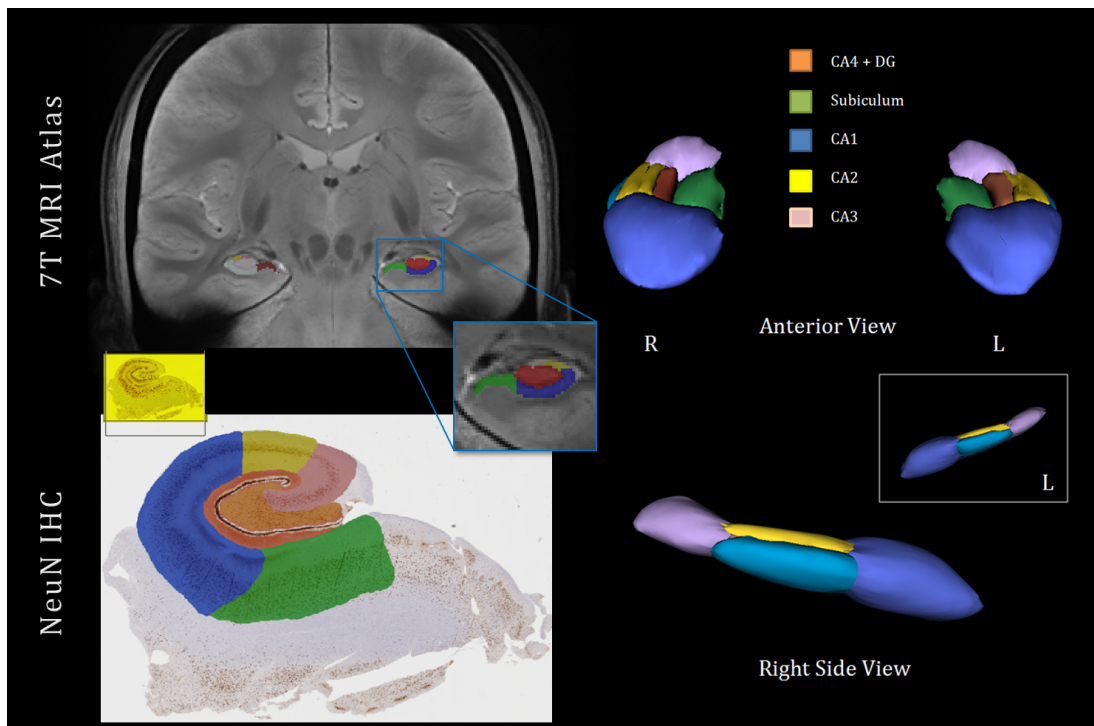 7T MRI Atlas
CA4 + DG
Subiculum
CA1
CA2
CA3
Anterior View
R
L
NeuN IHC
L
Right Side View